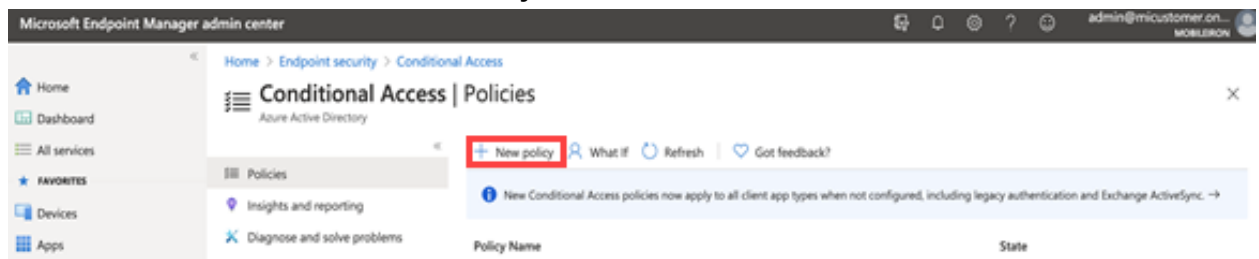 Microsoft Endpoint Manager admin center
admin@micustomer.on...
MOBILEIRON
Home > Endpoint security > Conditional Access
Conditional Access | Policies
Azure Active Directory
Home
Dashboard
All services
FAVORITES
Devices
Apps
Policies
Insights and reporting
Diagnose and solve problems
+ New policy What If Refresh Got feedback?
New Conditional Access policies now apply to all client app types when not configured, including legacy authentication and Exchange ActiveSync. →
Policy Name State